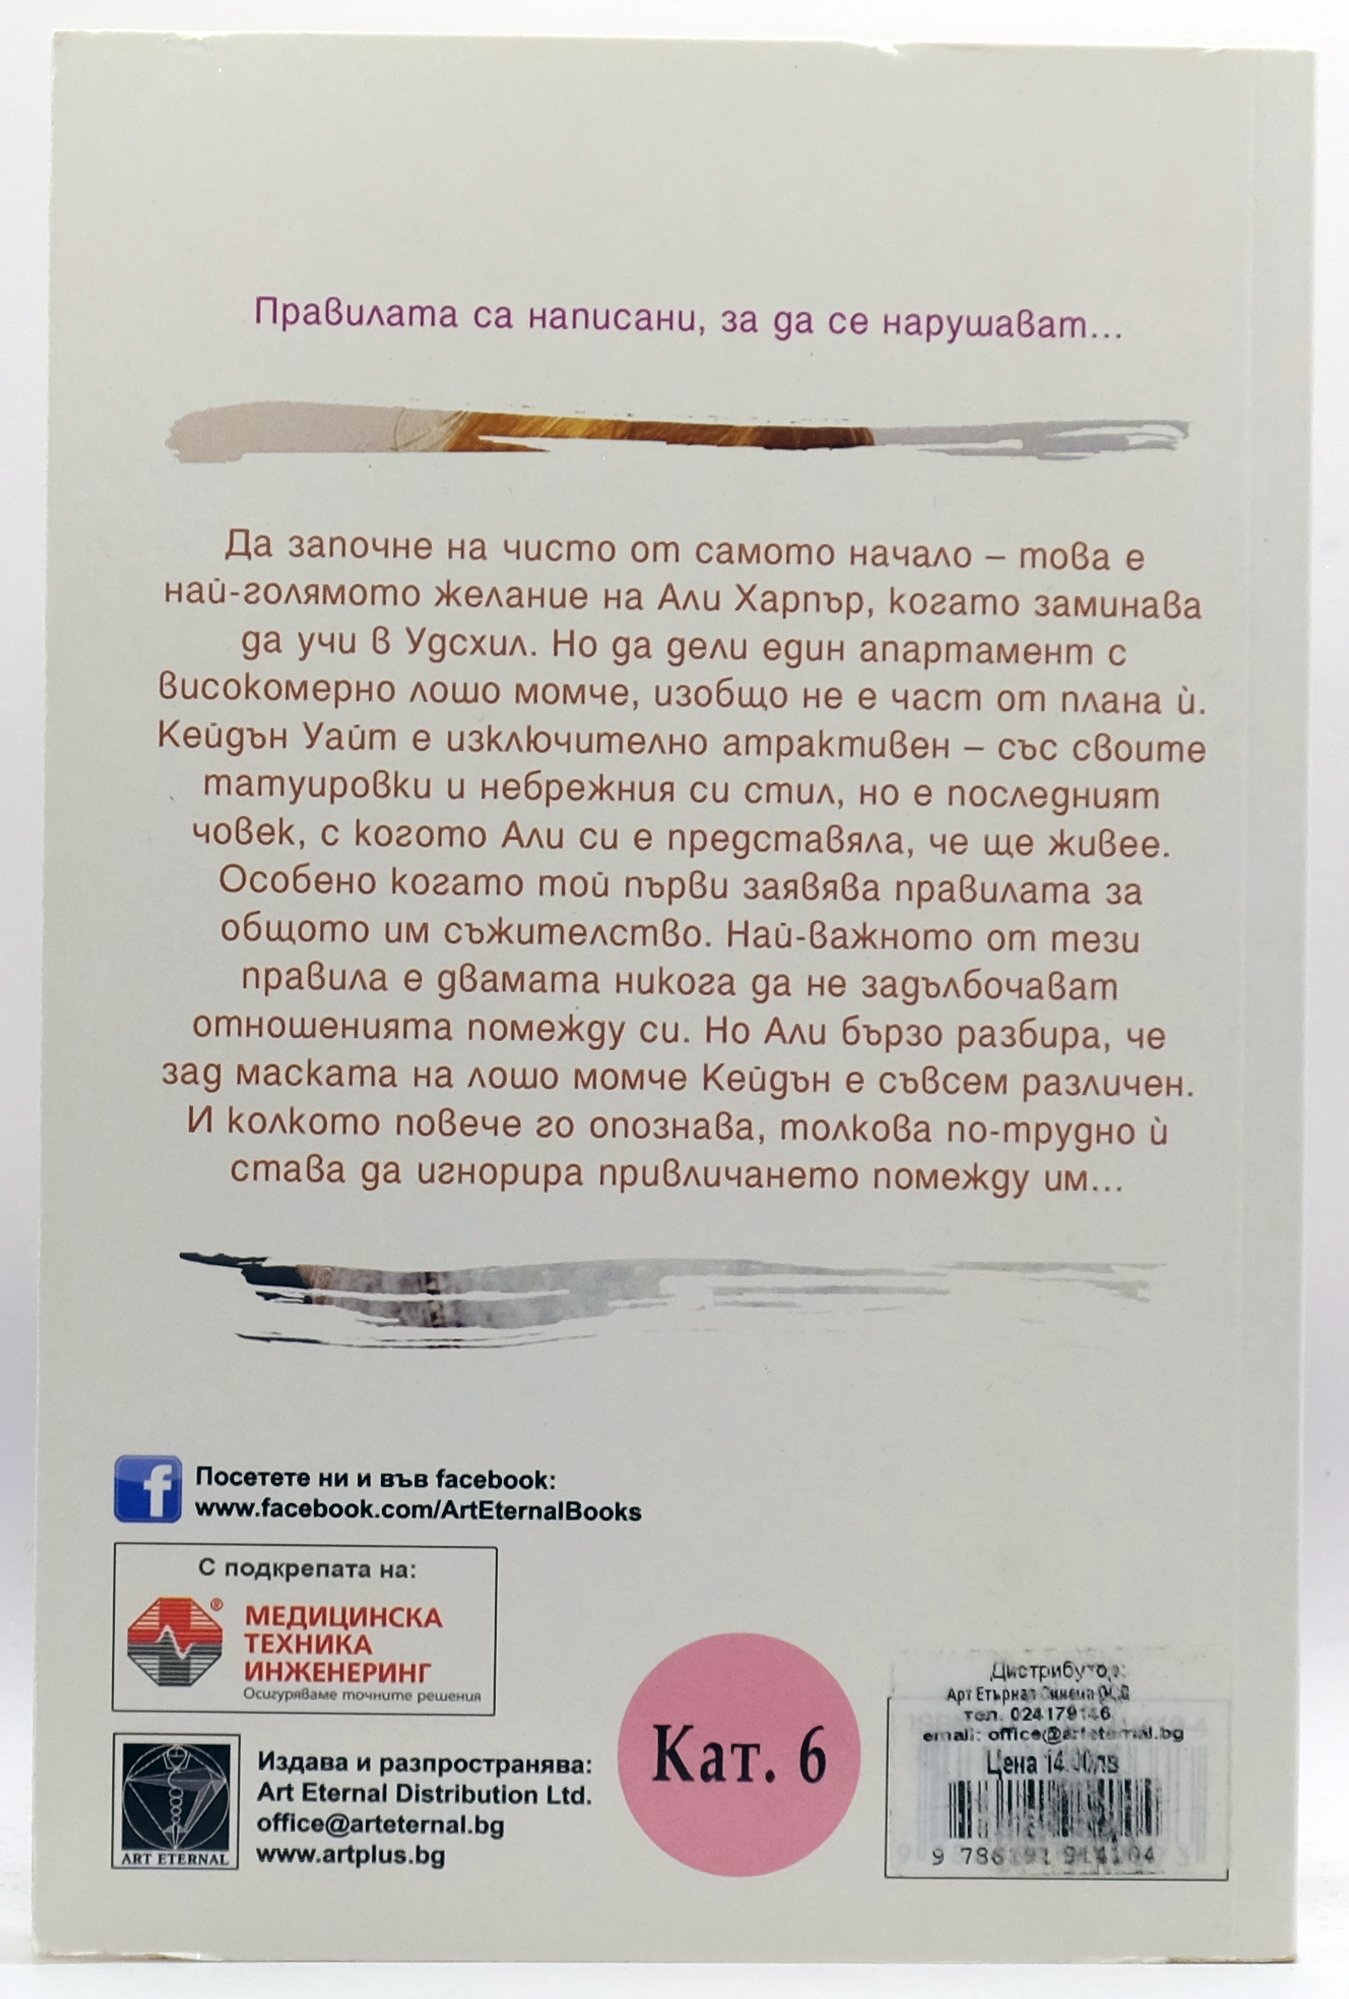 Правилата са написани, за да се нарушават...
Да започне на чисто от самото начало – това е
най-голямото желание на Али Харпър, когато заминава
да учи в Удсхил. Но да дели един апартамент с
високомерно лошо момче, изобщо не е част от плана ѝ.
Кейдън Уайт е изключително атрактивен – със своите
татуировки и небрежния си стил, но е последният
човек, с когото Али си е представяла, че ще живее.
Особено когато той първи заявява правилата за
общото им съжителство. Най-важното от тези
правила е двамата никога да не задълбочават
отношенията помежду си. Но Али бързо разбира, че
зад маската на лошо момче Кейдън е съвсем различен.
И колкото повече го опознава, толкова по-трудно ѝ
става да игнорира привличането помежду им...
Посетете ни и във facebook:
www.facebook.com/ArtEternalBooks
С подкрепата на:
МЕДИЦИНСКА
ТЕХНИКА
ИНЖЕНЕРИНГ
Осигуряваме точните решения
ART ETERNAL
Издава и разпространява:
Art Eternal Distribution Ltd.
office@arteternal.bg
www.artplus.bg
Кат. 6
Дистрибутор:
Арт Етърнал
тел.
email: office@arteternal.bg
Цена 14.00лв
9 786191 914104